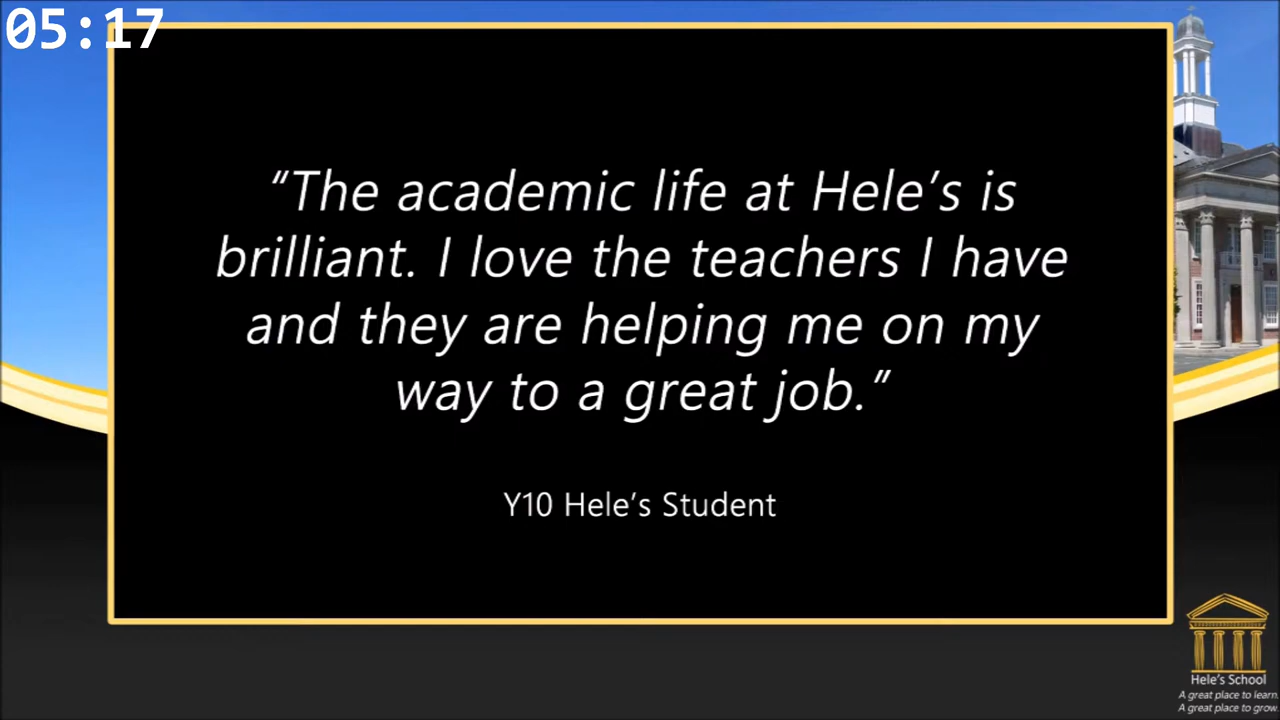 05:17
“The academic life at Hele’s is
brilliant. I love the teachers I have
and they are helping me on my
way to a great job.”
Y10 Hele’s Student
Hele’s School
A great place to learn.
A great place to grow.